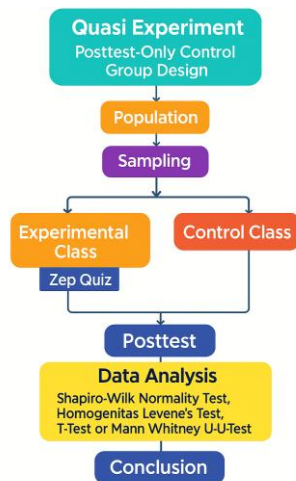 Quasi Experiment
Posttest-Only Control
Group Design
Population
Sampling
Experimental
Class
Control Class
Zep Quiz
Posttest
Data Analysis
Shapiro-Wilk Normality Test,
Homogenitas Levene's Test,
T-Test or Mann Whitney U-U-Test
Conclusion